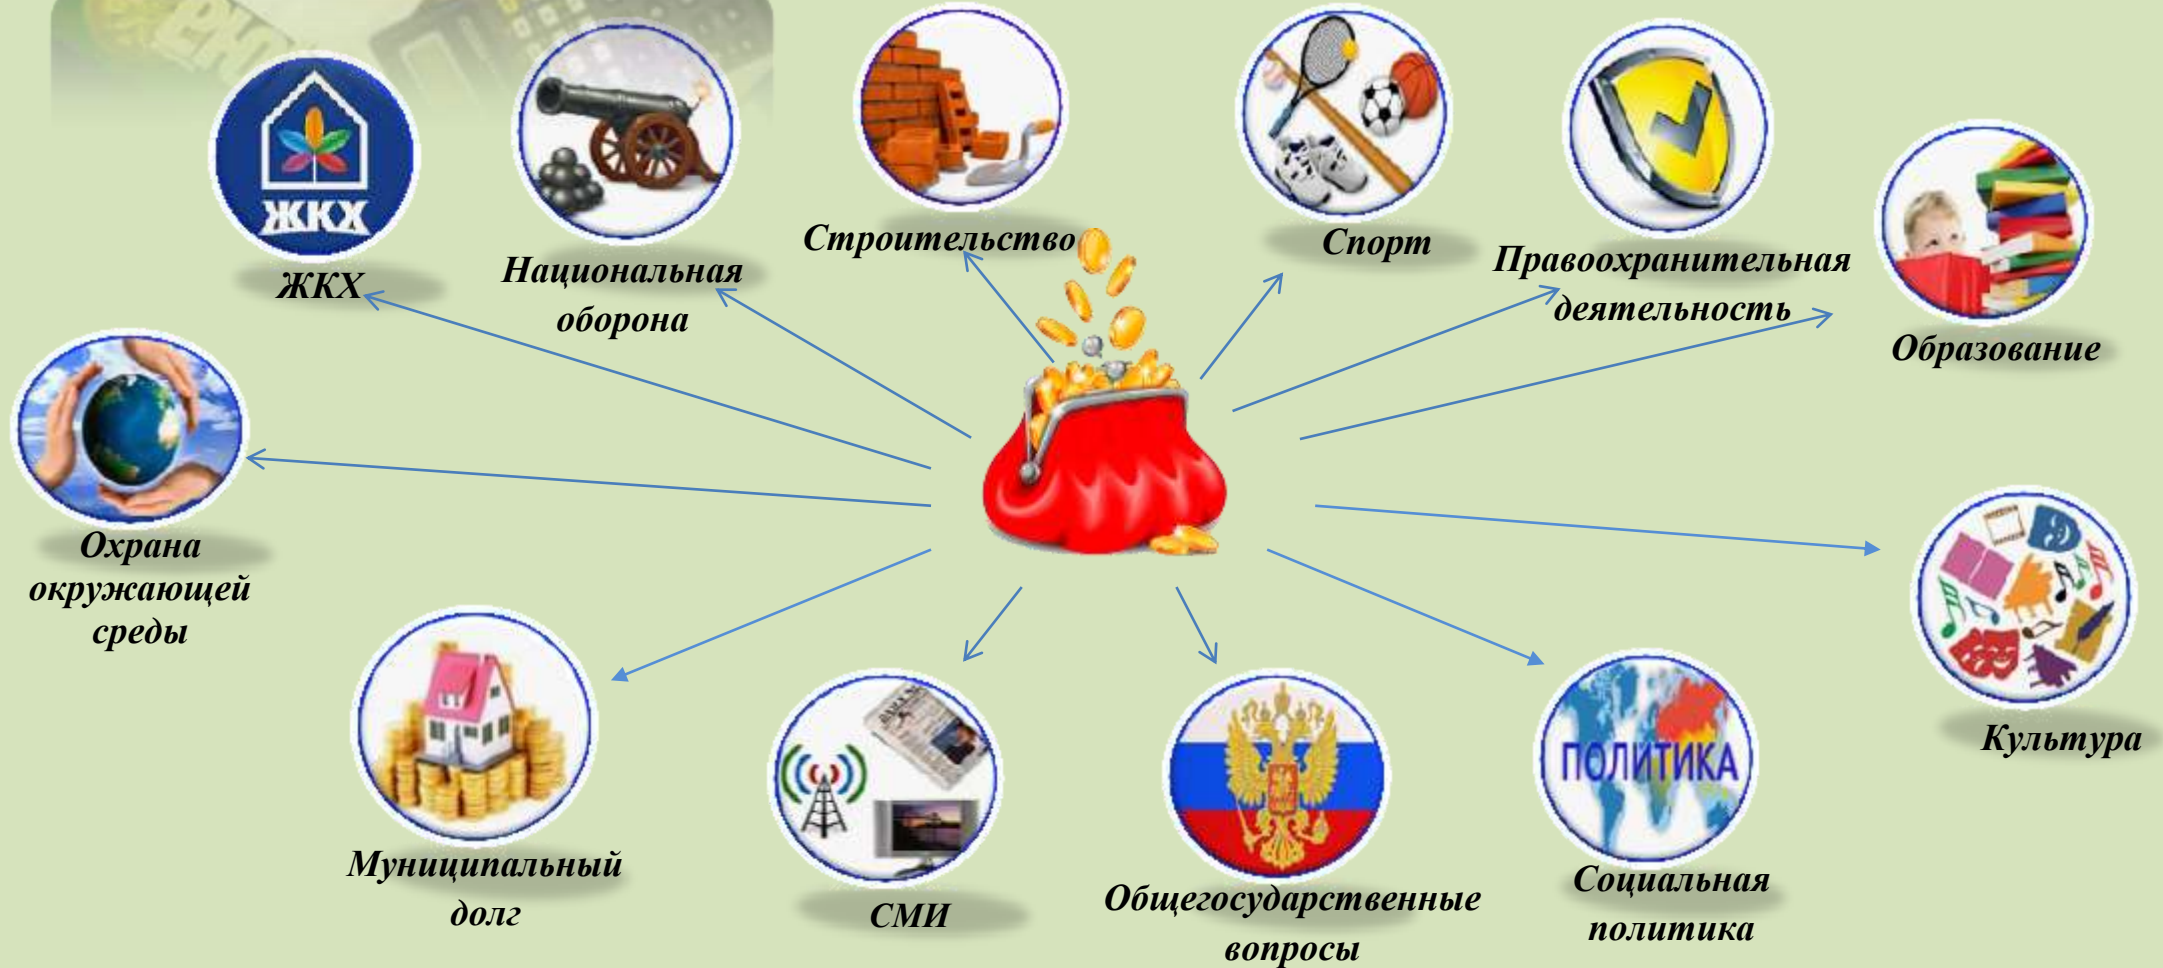 ЖКХ
ЖКХ
Национальная
оборона
Строительство
Спорт
Правоохранительная
деятельность
Образование
Охрана
окружающей
среды
Муниципальный
долг
СМИ
Общегосударственные
вопросы
ПОЛИТИКА
Социальная
политика
Культура